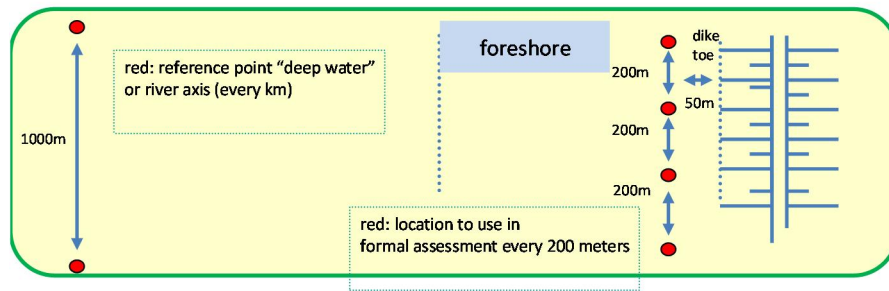 red: reference point “deep water”
or river axis (every km)
1000m
foreshore
dike
toe
200m
50m
200m
200m
red: location to use in
formal assessment every 200 meters